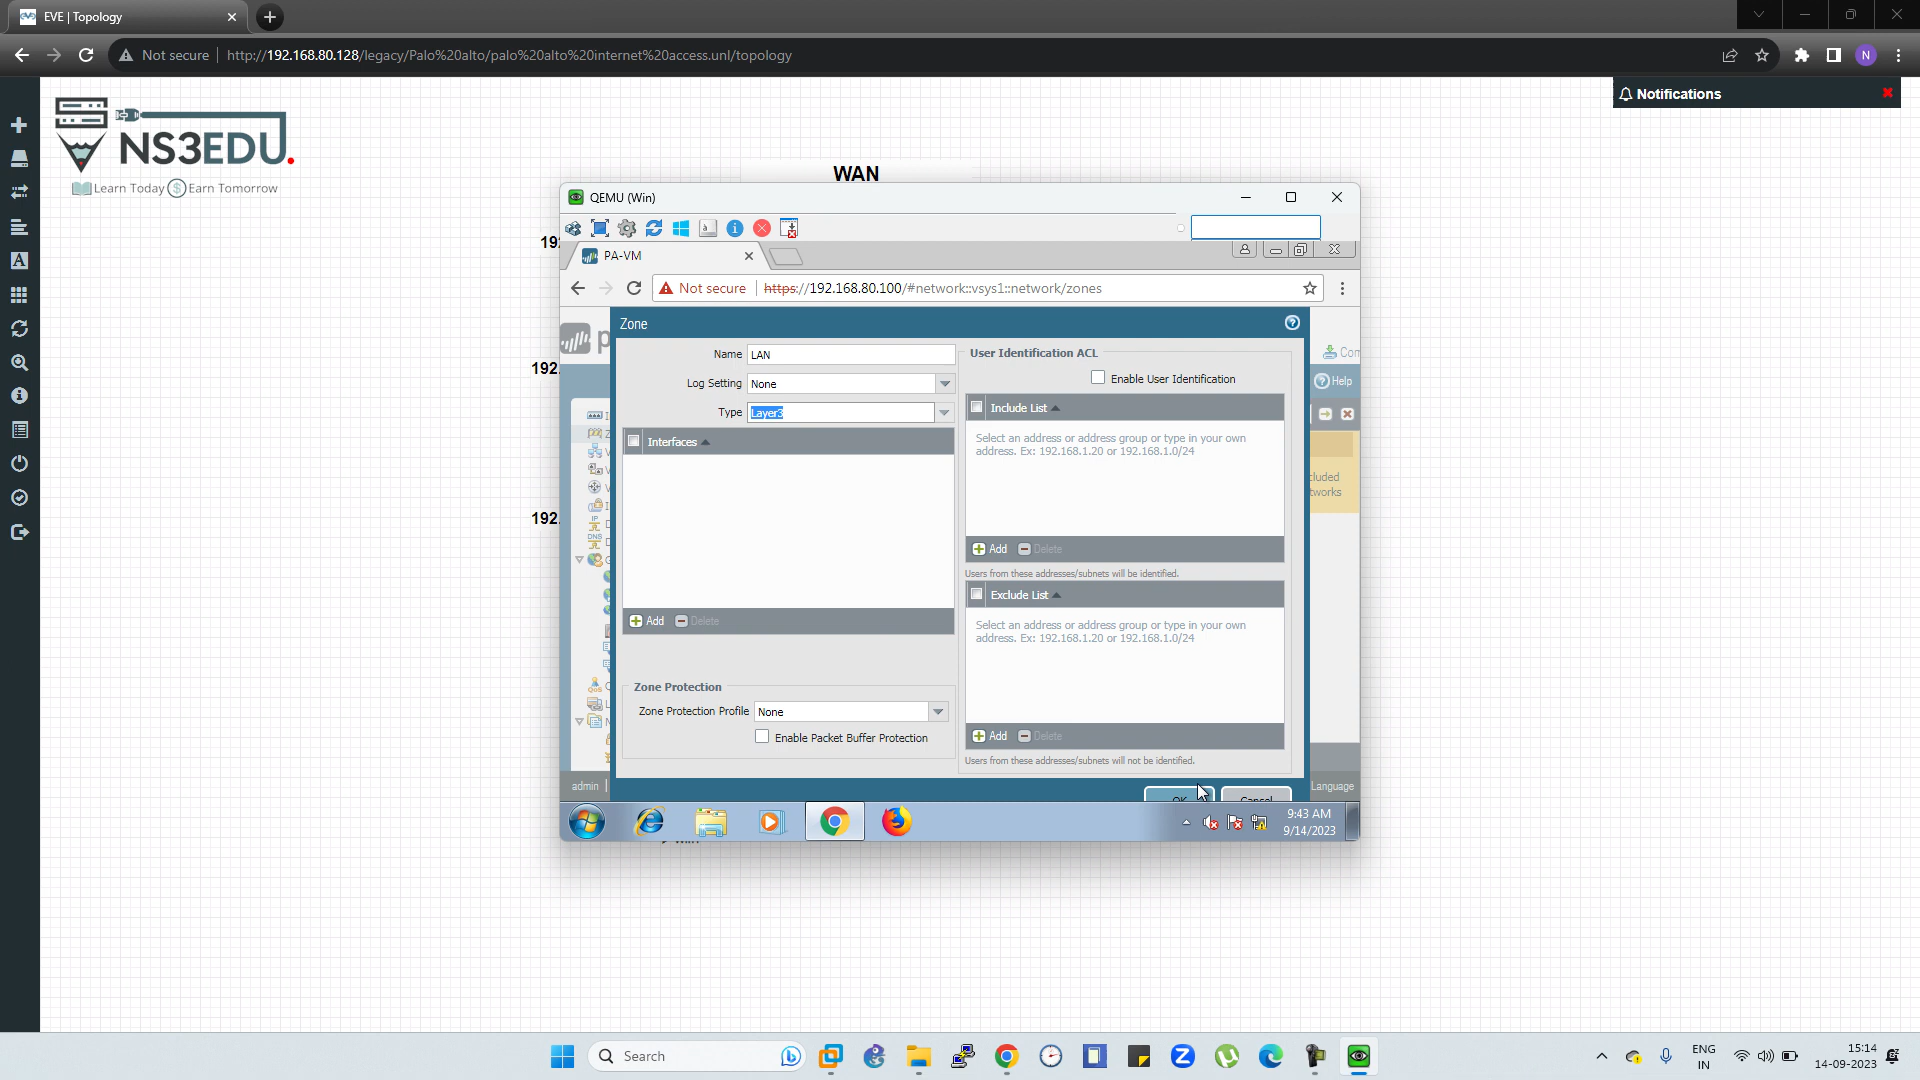 EVE | Topology
Not secure
http://192.168.80.128/legacy/Palo%20alto/palo%20alto%20internet%20access.unl/topology
N
Notifications
NS3EDU.
Learn Today $ Earn Tomorrow
WAN
192
192.
192.
QEMU (Win)
PA-VM
Not secure
https://192.168.80.100/#network::vsys1::network/zones
Zone
Name
LAN
Log Setting
None
Type
Layer3
Interfaces
Add
Delete
Zone Protection
Zone Protection Profile
None
Enable Packet Buffer Protection
User Identification ACL
Enable User Identification
Include List
Select an address or address group or type in your own
address. Ex: 192.168.1.20 or 192.168.1.0/24
Add
Delete
Users from these addresses/subnets will be identified.
Exclude List
Select an address or address group or type in your own
address. Ex: 192.168.1.20 or 192.168.1.0/24
Add
Delete
Users from these addresses/subnets will not be identified.
OK
Cancel
Com
Help
cluded
tworks
admin
Language
9:43 AM
9/14/2023
Search
ENG
IN
15:14
14-09-2023